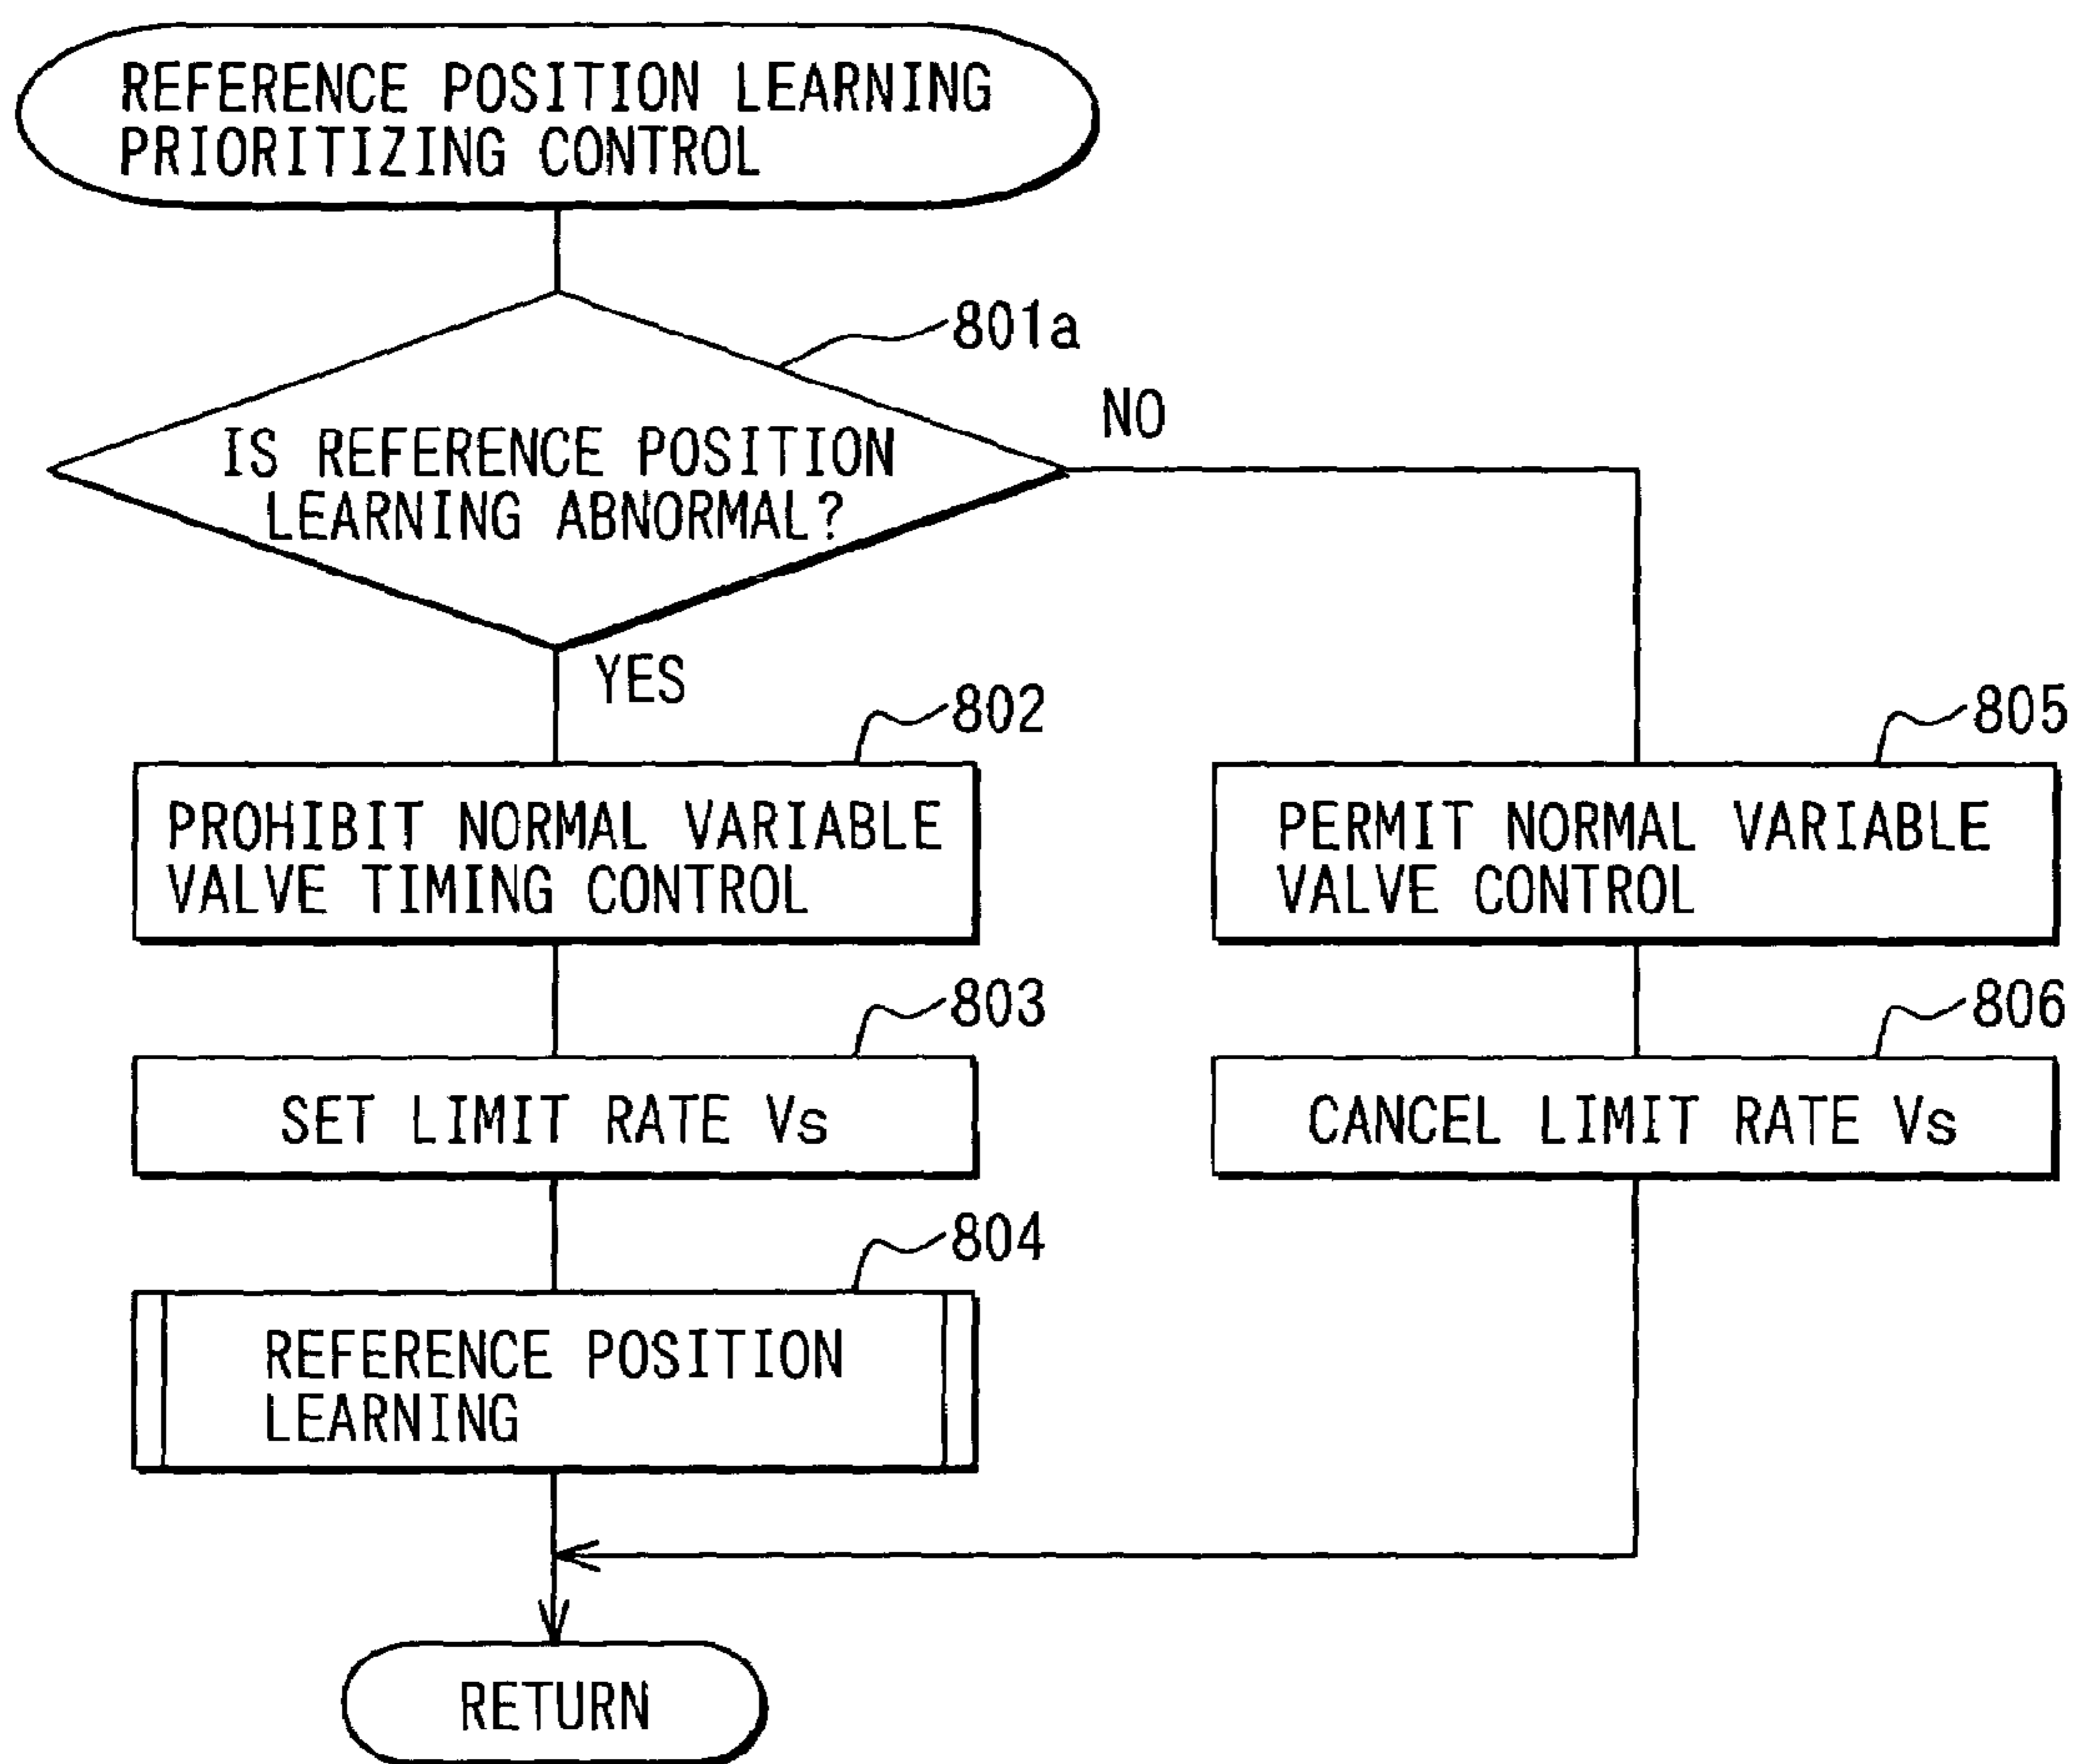 REFERENCE POSITION LEARNING
PRIORITIZING CONTROL
801a
IS REFERENCE POSITION
LEARNING ABNORMAL?
NO
YES
802
PROHIBIT NORMAL VARIABLE
VALVE TIMING CONTROL
805
PERMIT NORMAL VARIABLE
VALVE CONTROL
803
SET LIMIT RATE Vs
806
CANCEL LIMIT RATE Vs
804
REFERENCE POSITION
LEARNING
RETURN